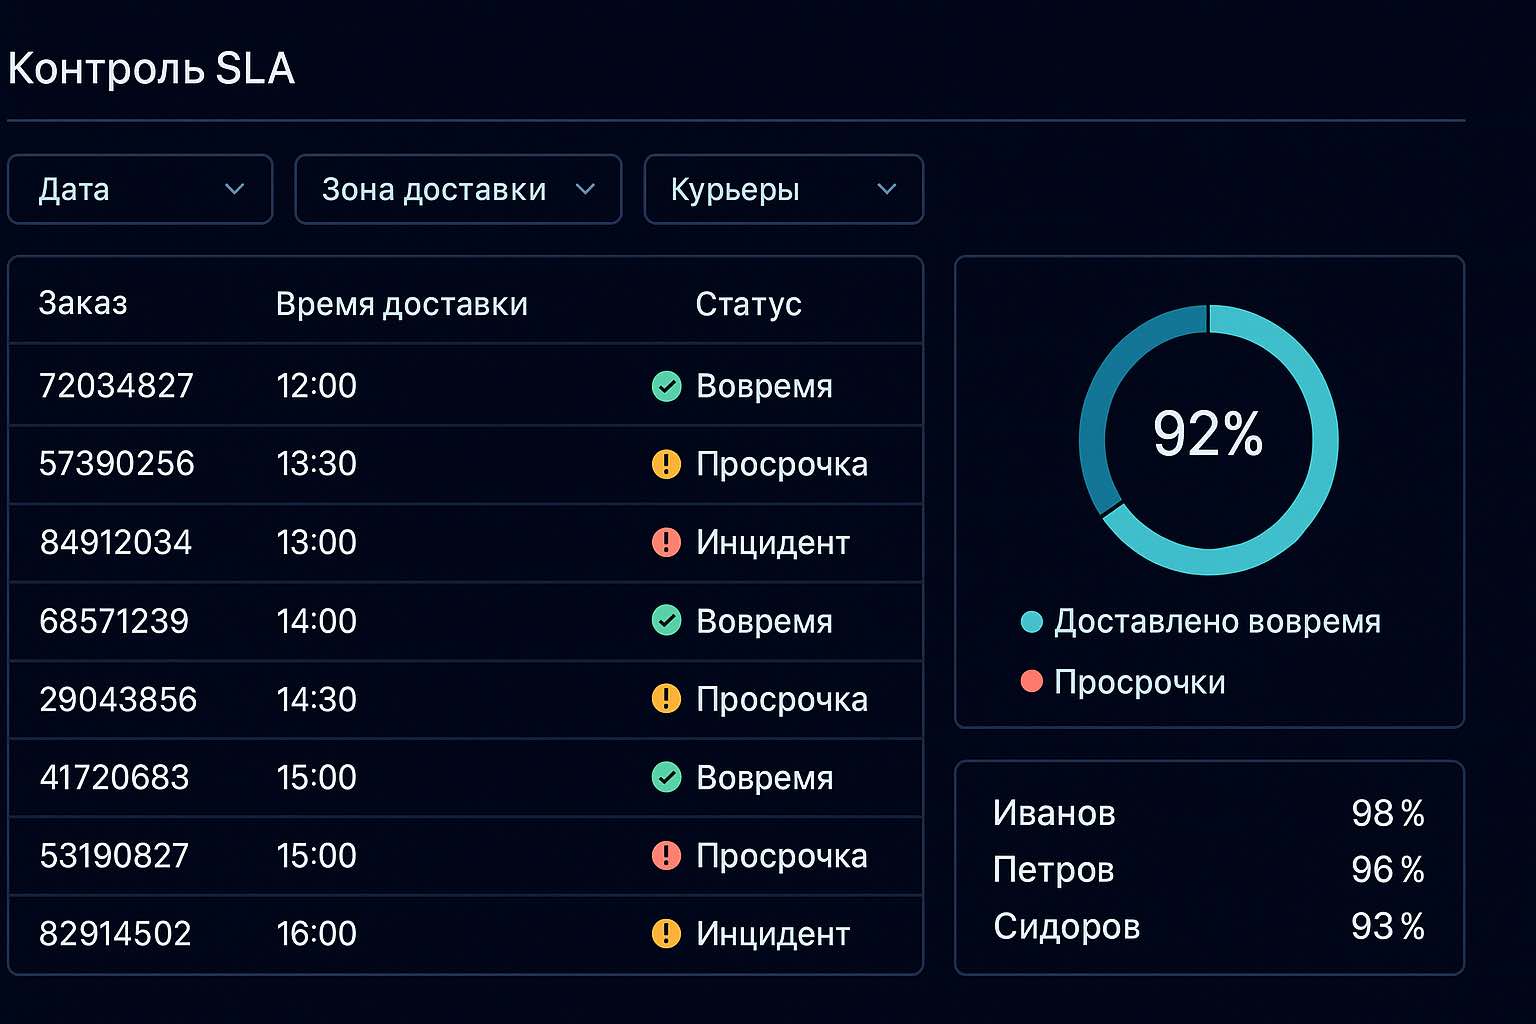 Контроль SLA
Дата Зона доставки Курьеры
Заказ Время доставки Статус
72034827 12:00 Вовремя
57390256 13:30 Просрочка
84912034 13:00 Инцидент
68571239 14:00 Вовремя
29043856 14:30 Просрочка
41720683 15:00 Вовремя
53190827 15:00 Просрочка
82914502 16:00 Инцидент
92%
Доставлено вовремя
Просрочки
Иванов 98 %
Петров 96 %
Сидоров 93 %